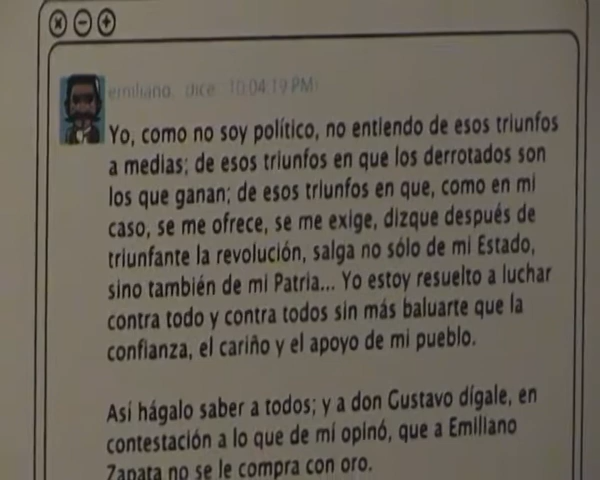 emiliano. dice 10:04:19 PM
Yo, como no soy político, no entiendo de esos triunfos
a medias; de esos triunfos en que los derrotados son
los que ganan; de esos triunfos en que, como en mi
caso, se me ofrece, se me exige, dizque después de
triunfante la revolución, salga no sólo de mi Estado,
sino también de mi Patria... Yo estoy resuelto a luchar
contra todo y contra todos sin más baluarte que la
confianza, el cariño y el apoyo de mi pueblo.
Así hágalo saber a todos; y a don Gustavo dígale, en
contestación a lo que de mí opinó, que a Emiliano
Zapata no se le compra con oro.